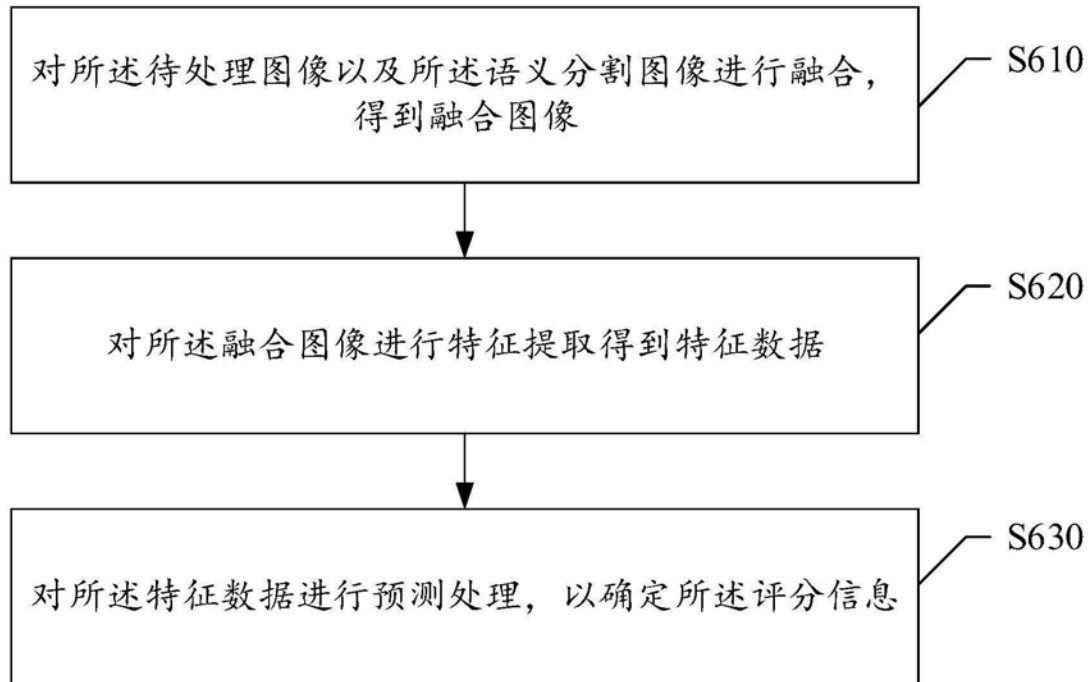 对所述待处理图像以及所述语义分割图像进行融合，
得到融合图像
S610
对所述融合图像进行特征提取得到特征数据
S620
对所述特征数据进行预测处理，以确定所述评分信息
S630